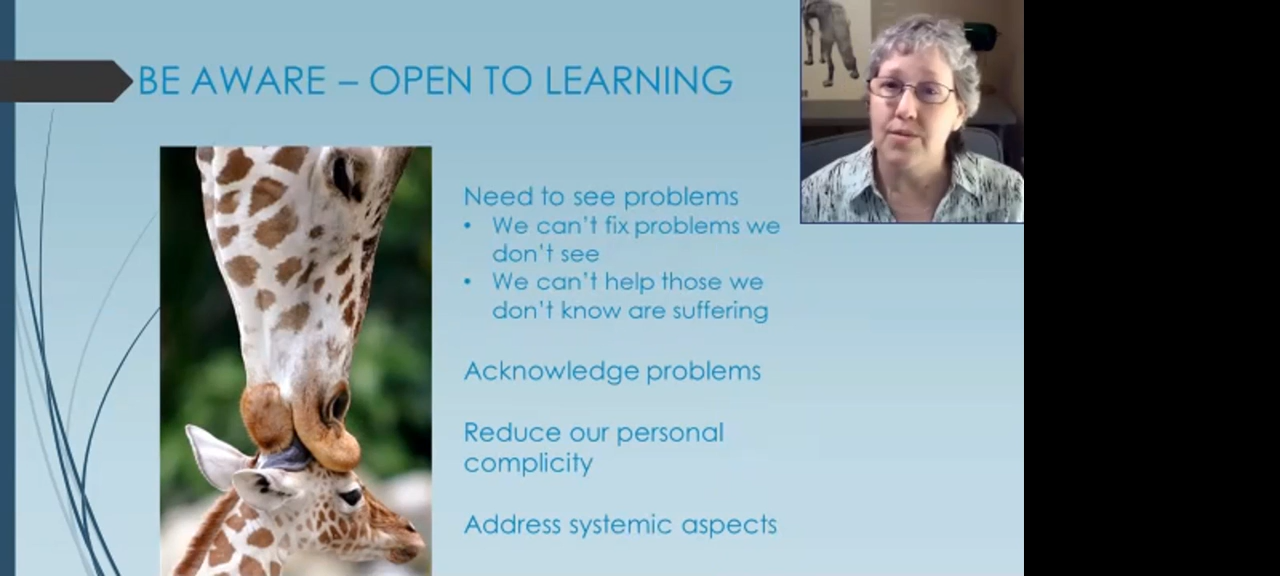 BE AWARE – OPEN TO LEARNING
Need to see problems
• We can't fix problems we
don't see
• We can't help those we
don't know are suffering
Acknowledge problems
Reduce our personal
complicity
Address systemic aspects